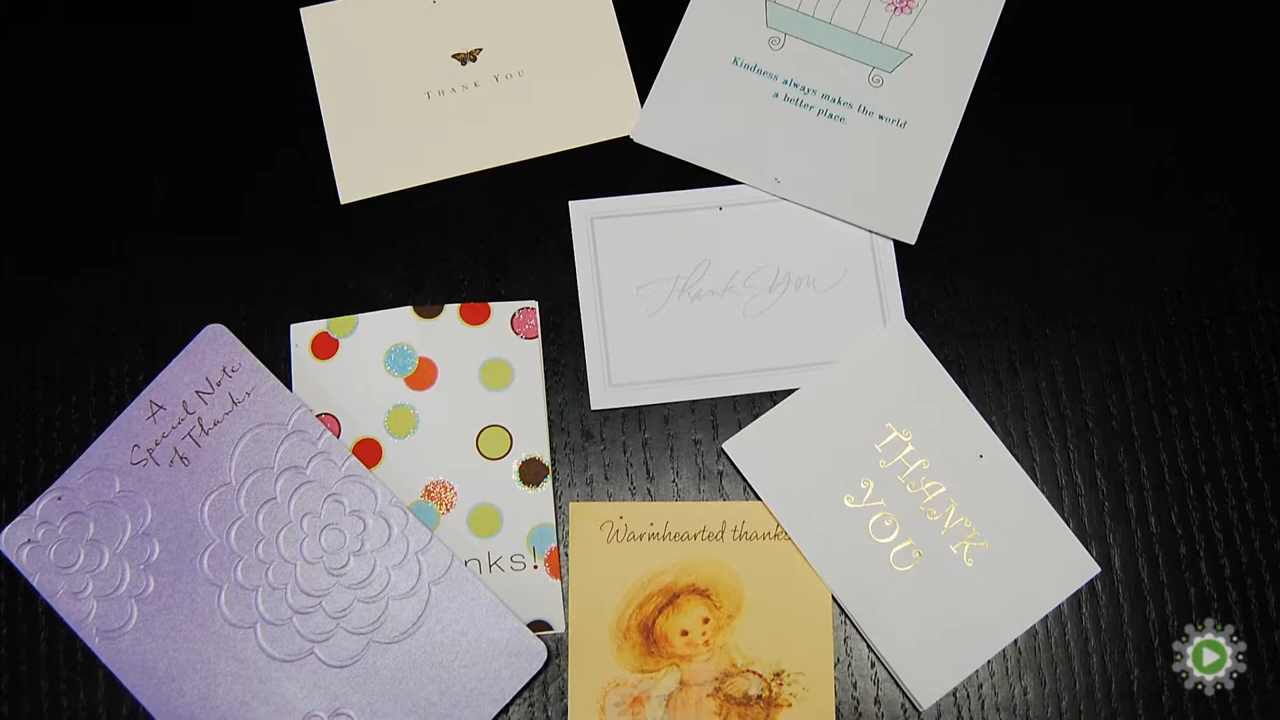 THANK YOU
Kindness always makes the world
a better place.
Thank You
A
Special Note
of Thanks
nks!
Warmhearted thanks
THANK
YOU